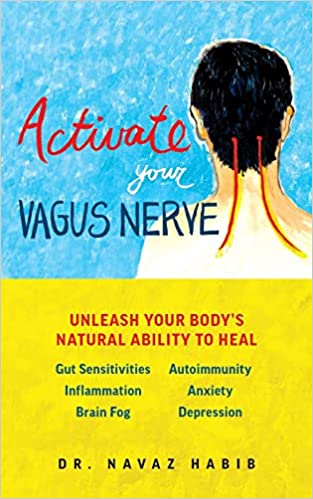 Activate
your
VAGUS NERVE
UNLEASH YOUR BODY'S
NATURAL ABILITY TO HEAL
Gut Sensitivities
Inflammation
Brain Fog
Autoimmunity
Anxiety
Depression
DR. NAVAZ HABIB